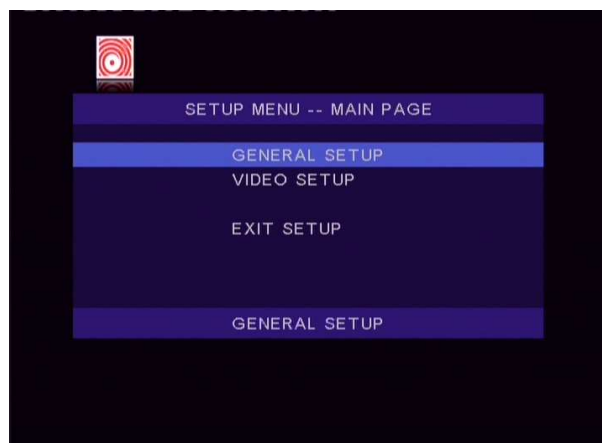 SETUP MENU -- MAIN PAGE
GENERAL SETUP
VIDEO SETUP
EXIT SETUP
GENERAL SETUP